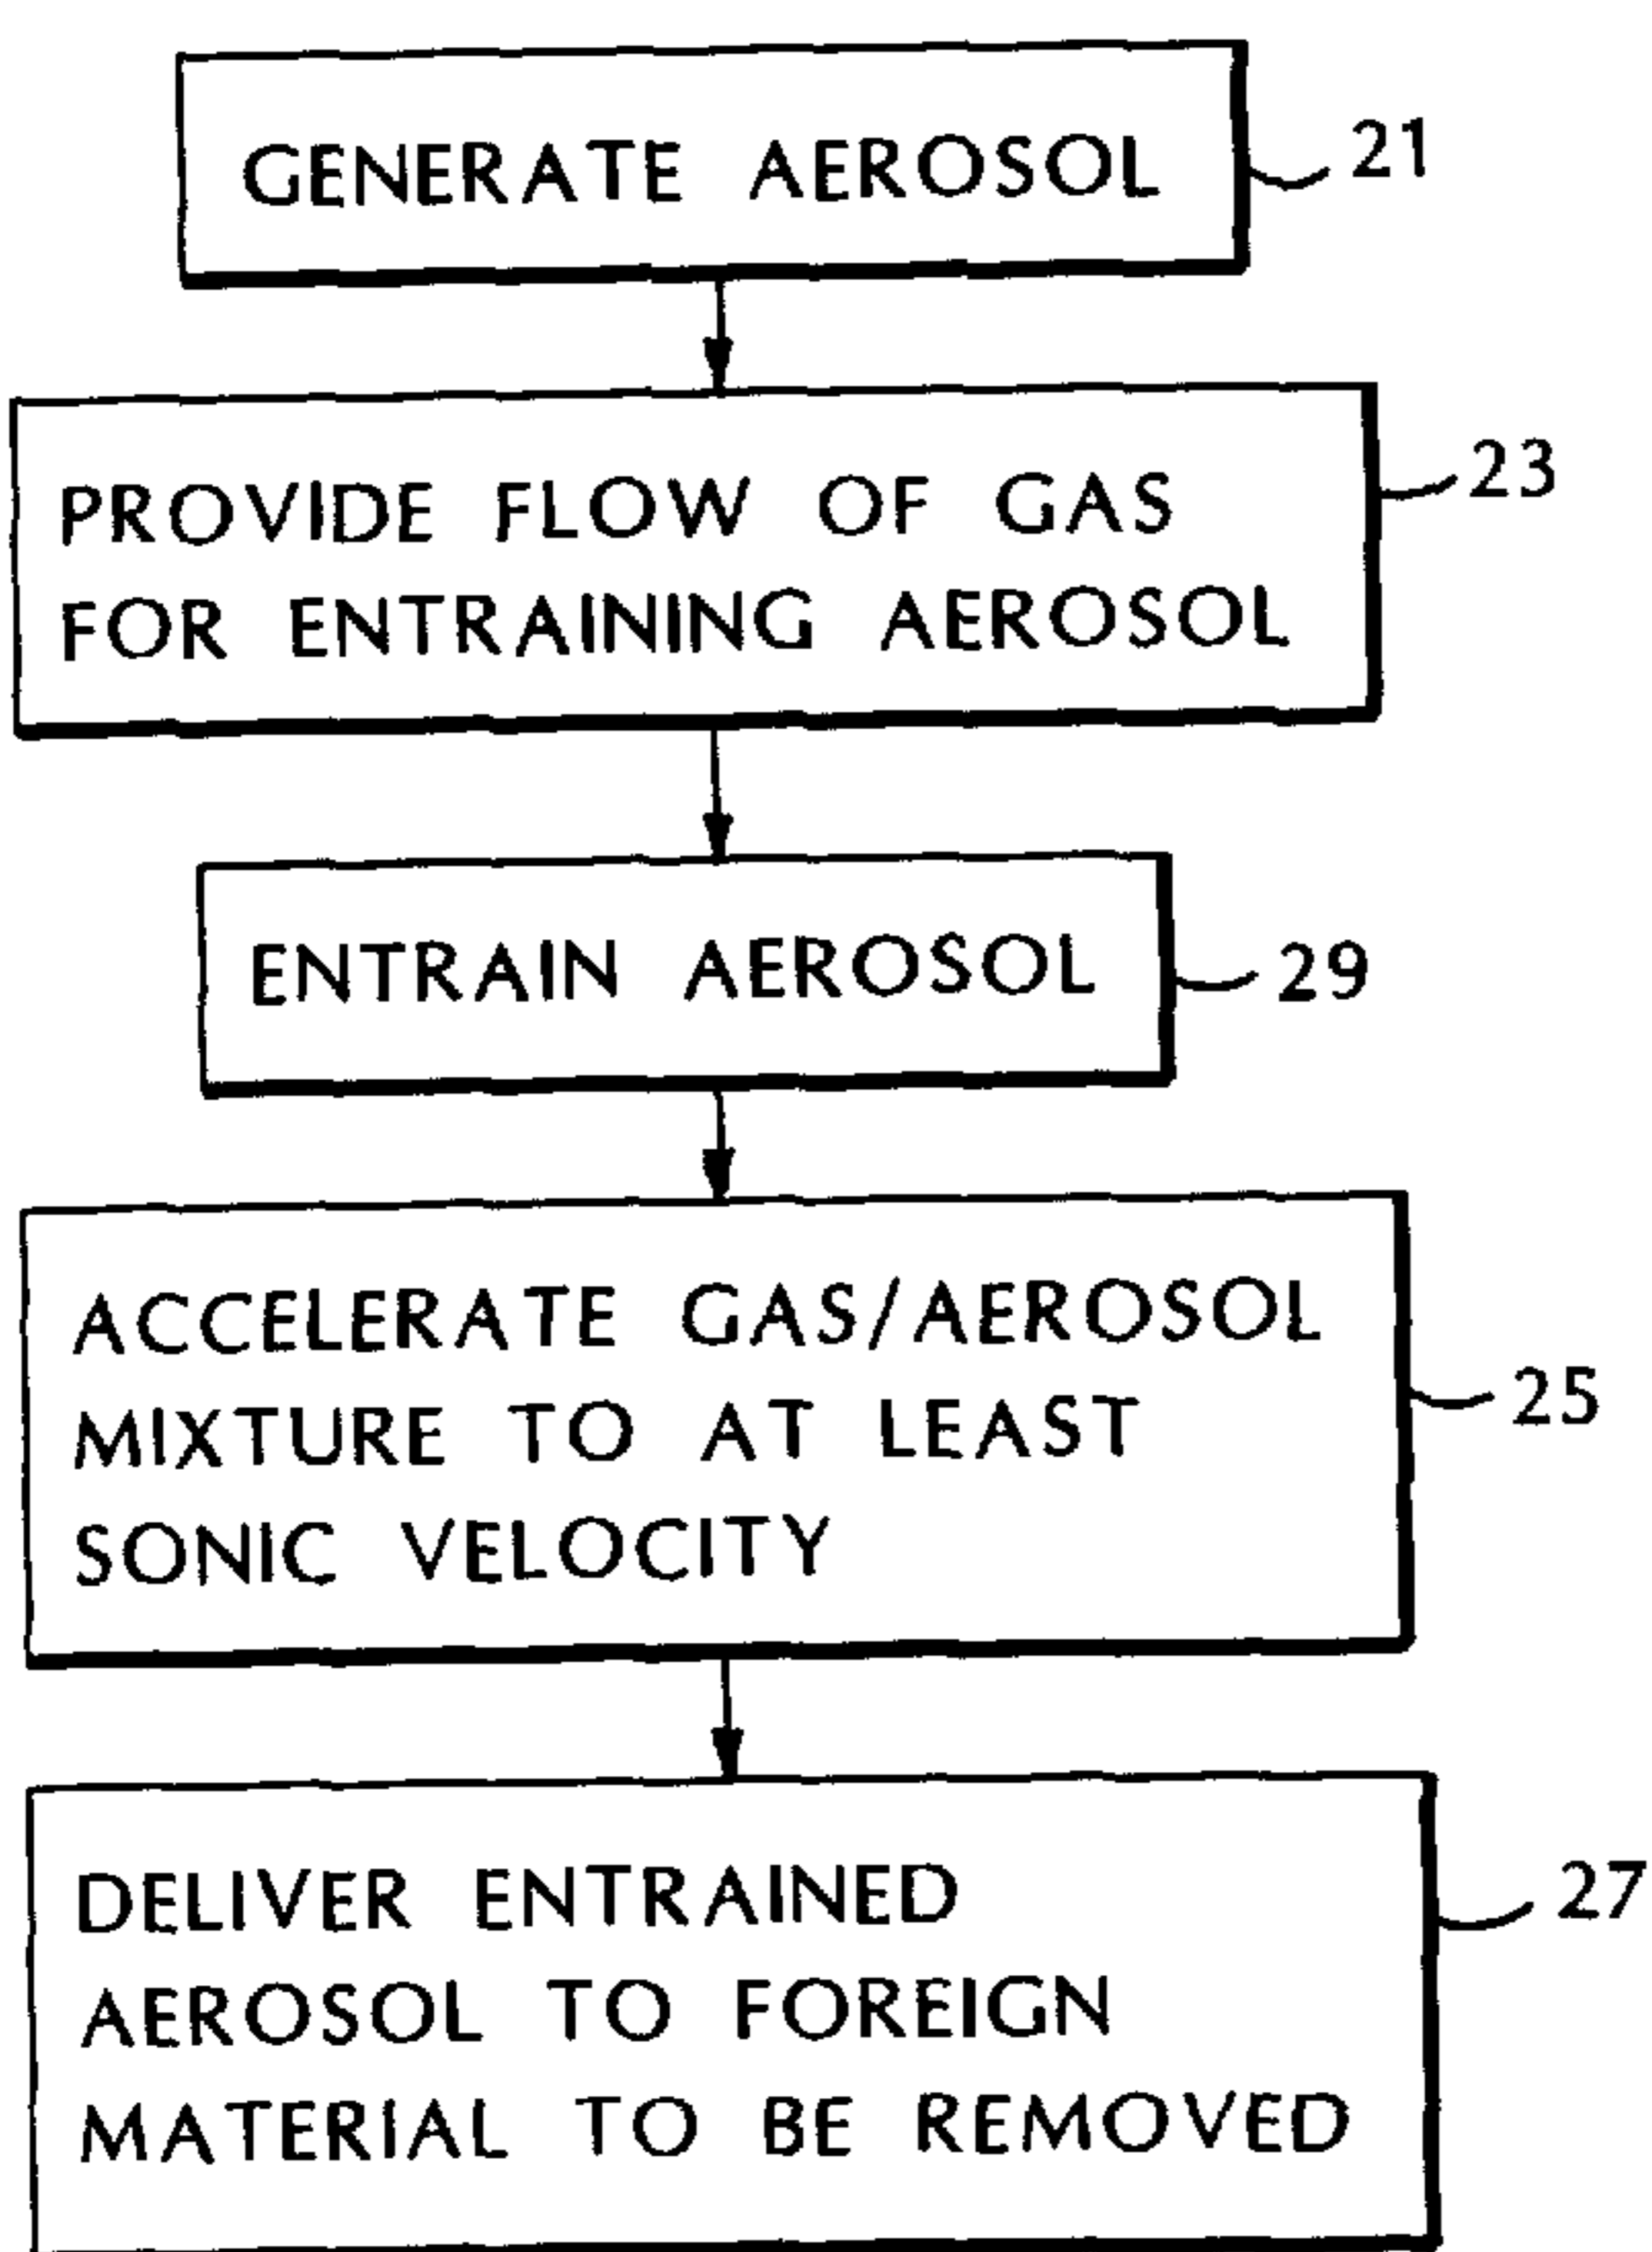 GENERATE AEROSOL
21
PROVIDE FLOW OF GAS
23
FOR ENTRAINING AEROSOL
ENTRAIN AEROSOL
29
ACCELERATE GAS/AEROSOL
MIXTURE TO AT LEAST
25
SONIC VELOCITY
DELIVER ENTRAINED
27
AEROSOL TO FOREIGN
MATERIAL TO BE REMOVED